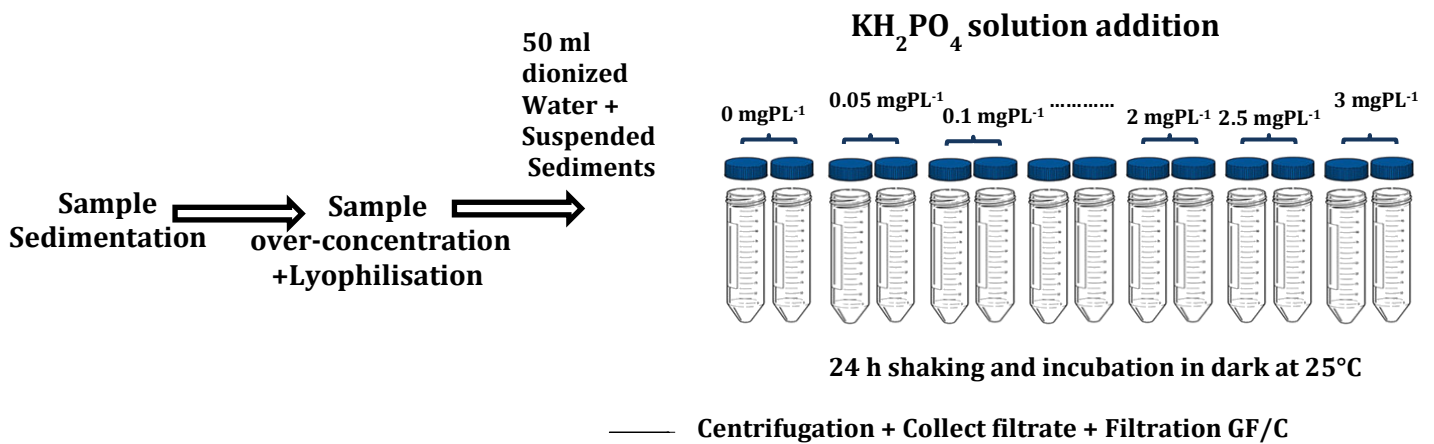 50 ml
dionized
Water +
Suspended
Sediments
Sample
Sedimentation
Sample
over-concentration
+Lyophilisation
KH2PO4 solution addition
0 mgPL-1
0.05 mgPL-1
0.1 mgPL-1
............
2 mgPL-1
2.5 mgPL-1
3 mgPL-1
24 h shaking and incubation in dark at 25°C
Centrifugation + Collect filtrate + Filtration GF/C